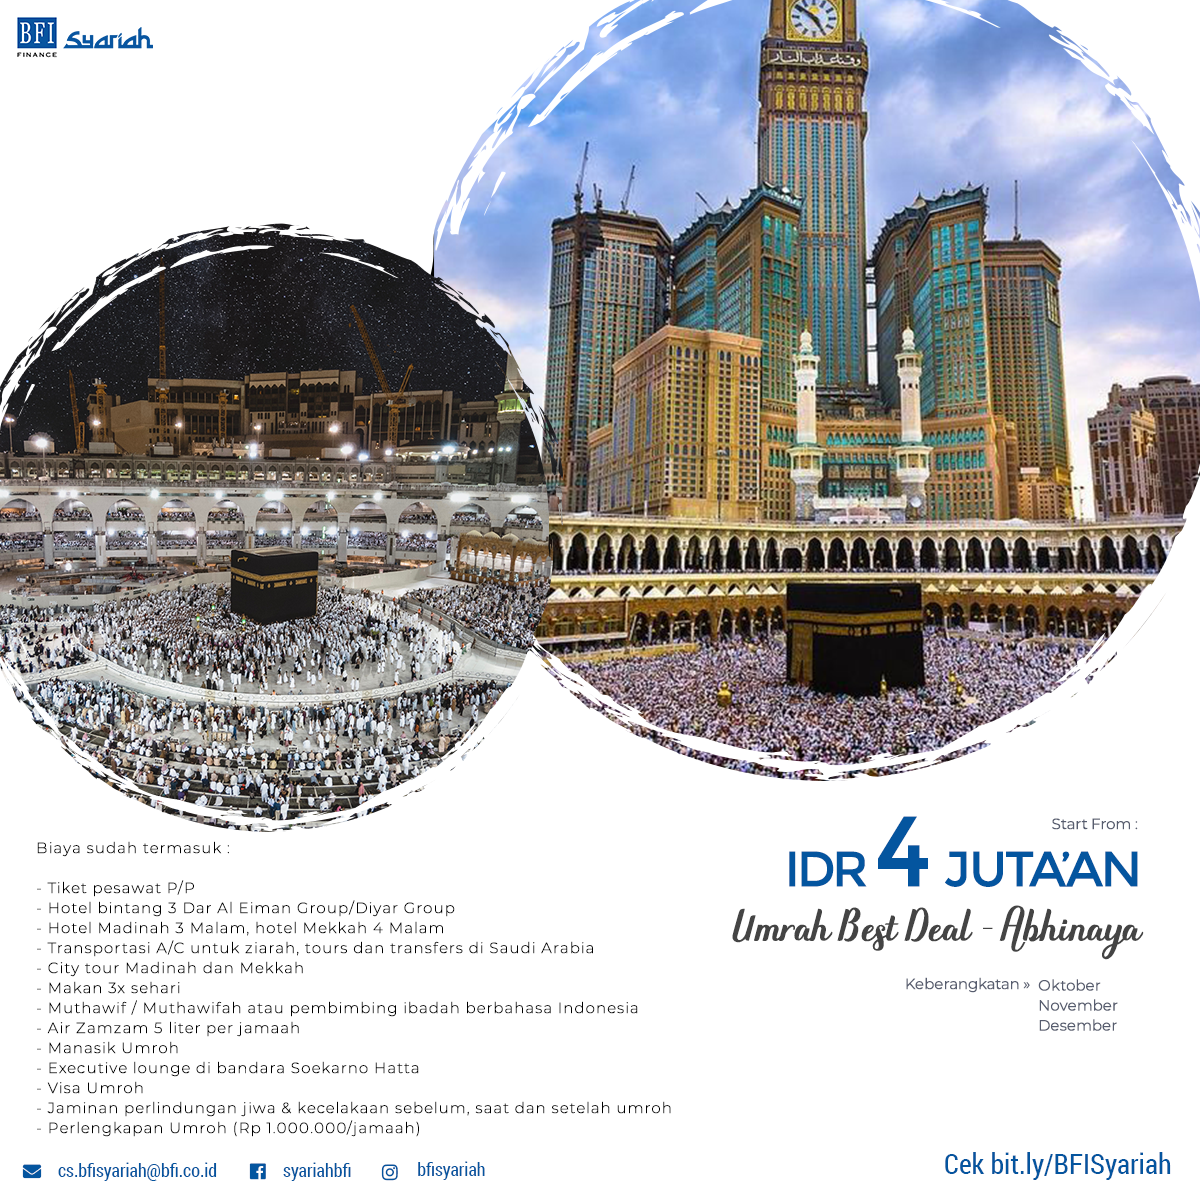 BFI Syariah
FINANCE
وقنا عذاب النار
Start From :
IDR 4 JUTA'AN
Umrah Best Deal - Abhinaya
Keberangkatan » Oktober
November
Desember
Biaya sudah termasuk :
- Tiket pesawat P/P
- Hotel bintang 3 Dar Al Eiman Group/Diyar Group
- Hotel Madinah 3 Malam, hotel Mekkah 4 Malam
- Transportasi A/C untuk ziarah, tours dan transfers di Saudi Arabia
- City tour Madinah dan Mekkah
- Makan 3x sehari
- Muthawif / Muthawifah atau pembimbing ibadah berbahasa Indonesia
- Air Zamzam 5 liter per jamaah
- Manasik Umroh
- Executive lounge di bandara Soekarno Hatta
- Visa Umroh
- Jaminan perlindungan jiwa & kecelakaan sebelum, saat dan setelah umroh
- Perlengkapan Umroh (Rp 1.000.000/jamaah)
cs.bfisyariah@bfi.co.id syariahbfi bfisyariah
Cek bit.ly/BFISyariah